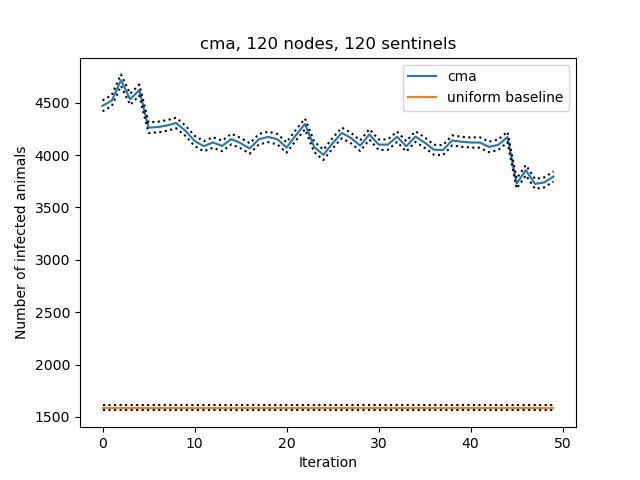 cma, 120 nodes, 120 sentinels
cma
uniform baseline
Number of infected animals
4500
4000
3500
3000
2500
2000
1500
0 10 20 30 40 50
Iteration